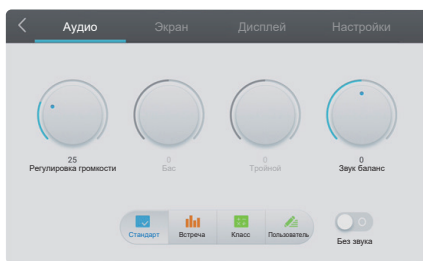 Аудио Экран Дисплей Настройки
25 0 0 0
Регулировка громкости Бас Тройной Звук баланс
Стандарт Встреча Класс Пользователь
Без звука